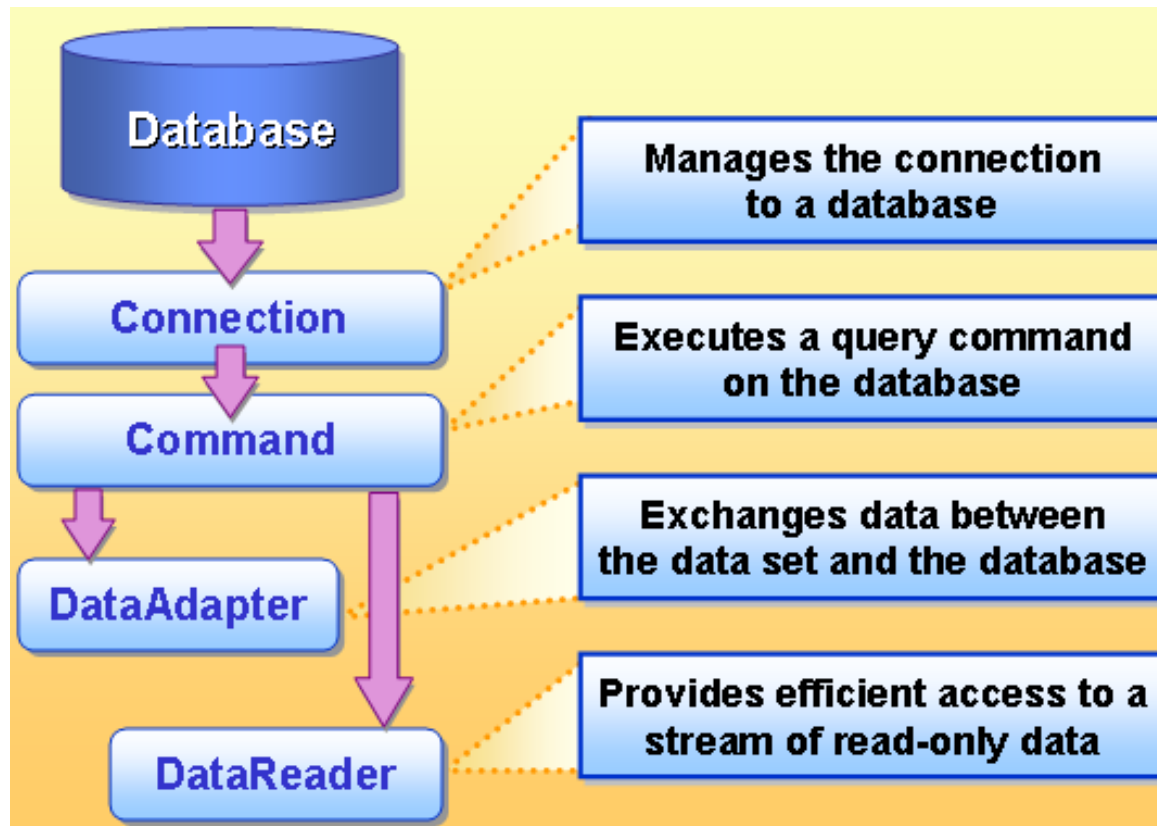 Database
Manages the connection
to a database
Connection
Executes a query command
on the database
Command
Exchanges data between
the data set and the database
DataAdapter
Provides efficient access to a
stream of read-only data
DataReader